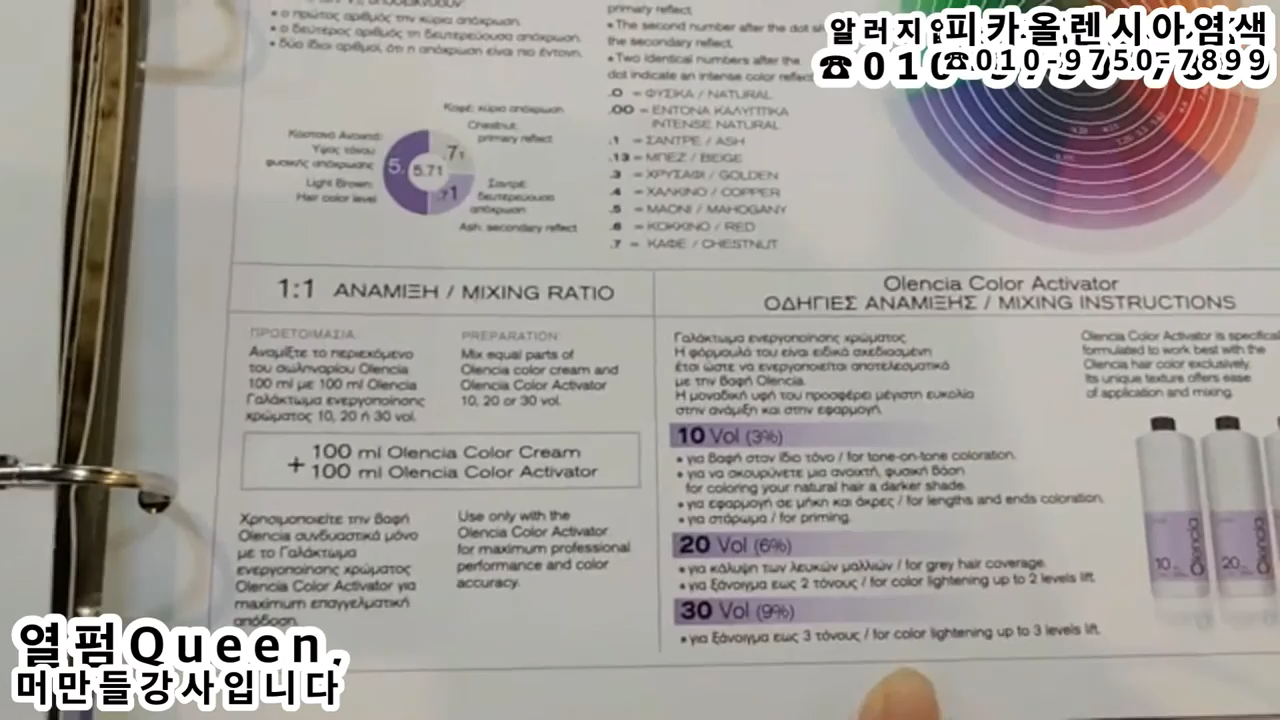 • ο πρώτος αριθμός την κύρια απόχρωση.
• ο δεύτερος αριθμός τη δευτερεύουσα απόχρωση.
• δύο ίδιοι αριθμοί, ότι η απόχρωση είναι πιο έντονη.
primary reflect.
• The second number after the dot
the secondary reflect.
• Two identical numbers after the
dot indicate an intense color reflect
.0 = ΦΥΣΙΚΑ / NATURAL
.00 = ΕΝΤΟΝΑ ΚΑΛΥΠΤΙΚΑ
INTENSE NATURAL
.1 = ΣΑΝΤΡΕ / ASH
.13 = ΜΠΕΖ / BEIGE
.3 = ΧΡΥΣΑΦΙ / GOLDEN
.4 = ΧΑΛΚΙΝΟ / COPPER
.5 = ΜΑΟΝΙ / MAHOGANY
.6 = ΚΟΚΚΙΝΟ / RED
.7 = ΚΑΦΕ / CHESTNUT
Καστανό Ανοιχτό:
Ύψος τόνου
φυσικής απόχρωσης
Light Brown:
Hair color level
Καφέ: κύρια απόχρωση
Chestnut:
primary reflect
5.
5.71
.71
.71
Σαντρέ:
δευτερεύουσα
απόχρωση
Ash: secondary reflect
1:1 ΑΝΑΜΙΞΗ / MIXING RATIO
ΠΡΟΕΤΟΙΜΑΣΙΑ:
Αναμίξτε το περιεχόμενο
του σωληναρίου Olencia
100 ml με 100 ml Olencia
Γαλάκτωμα ενεργοποίησης
χρώματος 10, 20 ή 30 vol.
PREPARATION:
Mix equal parts of
Olencia color cream and
Olencia Color Activator
10, 20 or 30 vol.
+ 100 ml Olencia Color Cream
100 ml Olencia Color Activator
Χρησιμοποιείτε την βαφή
Olencia συνδυαστικά μόνο
με το Γαλάκτωμα
ενεργοποίησης χρώματος
Olencia Color Activator για
maximum επαγγελματική
απόδοση.
Use only with the
Olencia Color Activator
for maximum professional
performance and color
accuracy.
Olencia Color Activator
ΟΔΗΓΙΕΣ ΑΝΑΜΙΞΗΣ / MIXING INSTRUCTIONS
Γαλάκτωμα ενεργοποίησης χρώματος.
Η φόρμουλά του είναι ειδικά σχεδιασμένη
έτσι ώστε να ενεργοποιείται αποτελεσματικά
με την βαφή Olencia.
Η μοναδική υφή του προσφέρει μέγιστη ευκολία
στην ανάμιξη και στην εφαρμογή.
Olencia Color Activator is
formulated to work best with the
Olencia hair color exclusively.
Its unique texture offers ease
of application and mixing.
10 Vol (3%)
• για βαφή στον ίδιο τόνο / for tone-on-tone coloration.
• για να σκουρύνετε μια ανοιχτή, φυσική βάση
for coloring your natural hair a darker shade.
• για εφαρμογή σε μήκη και άκρες / for lengths and ends coloration.
• για στάρωμα / for priming.
20 Vol (6%)
• για κάλυψη των λευκών μαλλιών / for grey hair coverage.
• για ξάνοιγμα εως 2 τόνους / for color lightening up to 2 levels lift.
30 Vol (9%)
• για ξάνοιγμα εως 3 τόνους / for color lightening up to 3 levels lift.
10
20
Olencia
알러지
피카올렌시아염색
☎010-9750-7899
열펌Queen,
머만들강사입니다